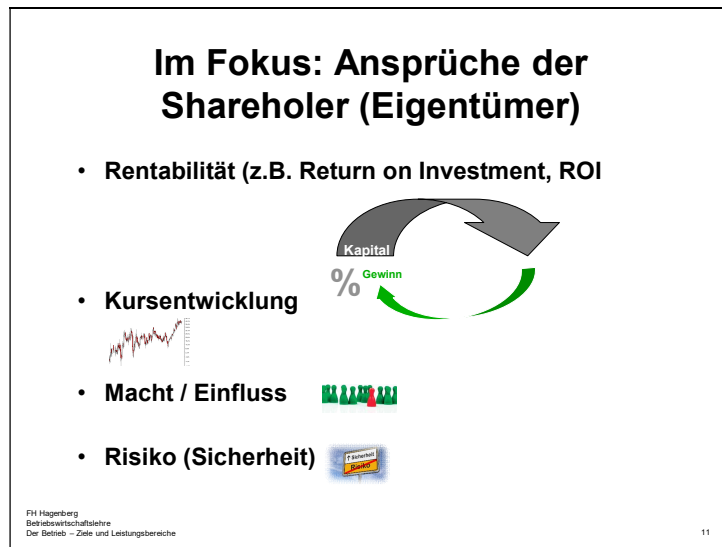 Im Fokus: Ansprüche der
Shareholer (Eigentümer)
• Rentabilität (z.B. Return on Investment, ROI
Kapital
% Gewinn
• Kursentwicklung
• Macht / Einfluss
• Risiko (Sicherheit)
↑ Sicherheit
Risiko
FH Hagenberg
Betriebswirtschaftslehre
Der Betrieb – Ziele und Leistungsbereiche
11